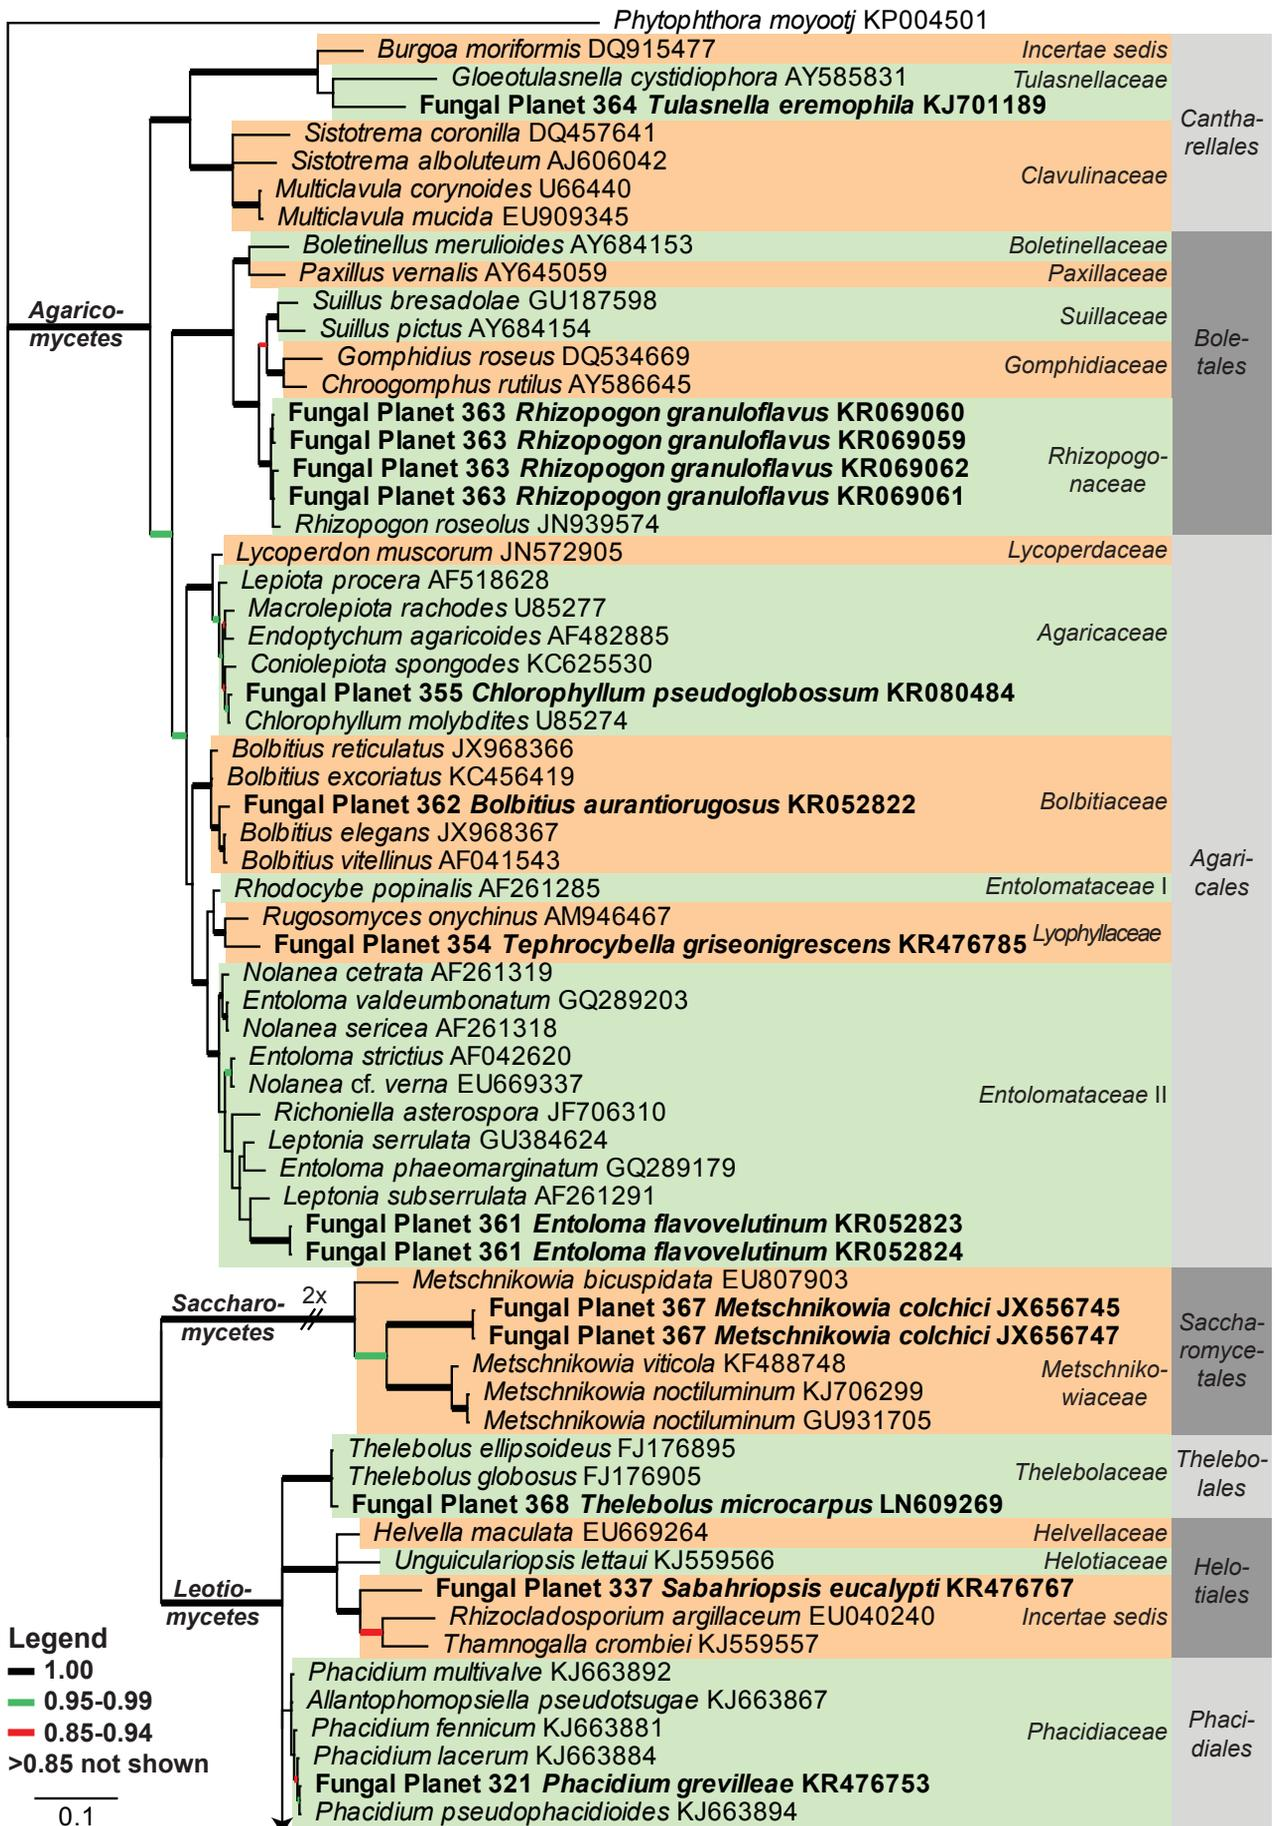 Phytophthora moyootj KP004501
Burgoa moriformis DQ915477
Incertae sedis
Gloeotulasnella cystidiophora AY585831
Tulasnellaceae
Fungal Planet 364 Tulasnella eremophila KJ701189
Cantha-
rellales
Sistotrema coronilla DQ457641
Sistotrema alboluteum AJ606042
Clavulinaceae
Multiclavula corynoides U66440
Multiclavula mucida EU909345
Boletinellus merulioides AY684153
Boletinellaceae
Paxillus vernalis AY645059
Paxillaceae
Suillus bresadolae GU187598
Suillus pictus AY684154
Suillaceae
Agarico-
mycetes
Bole-
tales
Gomphidius roseus DQ534669
Chroogomphus rutilus AY586645
Gomphidiaceae
Fungal Planet 363 Rhizopogon granuloflavus KR069060
Fungal Planet 363 Rhizopogon granuloflavus KR069059
Fungal Planet 363 Rhizopogon granuloflavus KR069062
Fungal Planet 363 Rhizopogon granuloflavus KR069061
Rhizopogon roseolus JN939574
Rhizopogo-
naceae
Lycoperdon muscorum JN572905
Lycoperdaceae
Lepiota procera AF518628
Macrolepiota rachodes U85277
Endoptychum agaricoides AF482885
Agaricaceae
Coniolepiota spongodes KC625530
Fungal Planet 355 Chlorophyllum pseudoglobossum KR080484
Chlorophyllum molybdites U85274
Bolbitius reticulatus JX968366
Bolbitius excoriatus KC456419
Fungal Planet 362 Bolbitius aurantiorugosus KR052822
Bolbitiaceae
Bolbitius elegans JX968367
Bolbitius vitellinus AF041543
Agari-
cales
Rhodocybe popinalis AF261285
Entolomataceae I
Rugosomyces onychinus AM946467
Fungal Planet 354 Tephrocybella griseonigrescens KR476785
Lyophyllaceae
Nolanea cetrata AF261319
Entoloma valdeumbonatum GQ289203
Nolanea sericea AF261318
Entoloma strictius AF042620
Nolanea cf. verna EU669337
Entolomataceae II
Richoniella asterospora JF706310
Leptonia serrulata GU384624
Entoloma phaeomarginatum GQ289179
Leptonia subserrulata AF261291
Fungal Planet 361 Entoloma flavovelutinum KR052823
Fungal Planet 361 Entoloma flavovelutinum KR052824
Metschnikowia bicuspidata EU807903
Saccharo-
mycetes
2x
Fungal Planet 367 Metschnikowia colchici JX656745
Fungal Planet 367 Metschnikowia colchici JX656747
Saccha-
romyce-
tales
Metschnikowia viticola KF488748
Metschnikowia noctiluminum KJ706299
Metschnikowia noctiluminum GU931705
Metschniko-
wiaceae
Thelebolus ellipsoideus FJ176895
Thelebolus globosus FJ176905
Fungal Planet 368 Thelebolus microcarpus LN609269
Thelebolaceae
Thelebo-
lales
Helvella maculata EU669264
Helvellaceae
Unguiculariopsis lettaui KJ559566
Helotiaceae
Helo-
tiales
Leotio-
mycetes
Fungal Planet 337 Sabahriopsis eucalypti KR476767
Rhizocladosporium argillaceum EU040240
Incertae sedis
Thamnogalla crombiei KJ559557
Phacidium multivalve KJ663892
Allantophomopsiella pseudotsugae KJ663867
Phacidium fennicum KJ663881
Phacidiaceae
Phaci-
diales
Phacidium lacerum KJ663884
Fungal Planet 321 Phacidium grevilleae KR476753
Phacidium pseudophacidioides KJ663894
Legend
1.00
0.95-0.99
0.85-0.94
>0.85 not shown
0.1